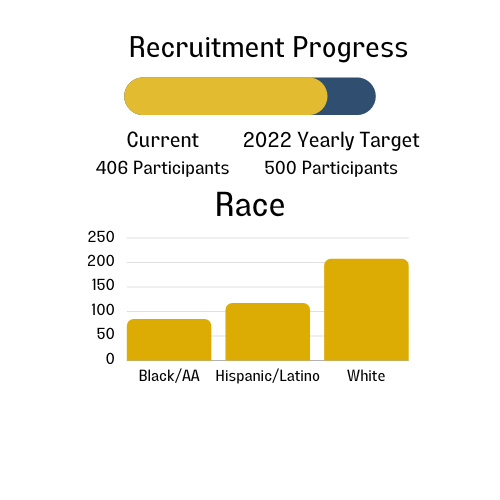 Recruitment Progress
Current 2022 Yearly Target
406 Participants 500 Participants
Race
250
200
150
100
50
0
Black/AA Hispanic/Latino White